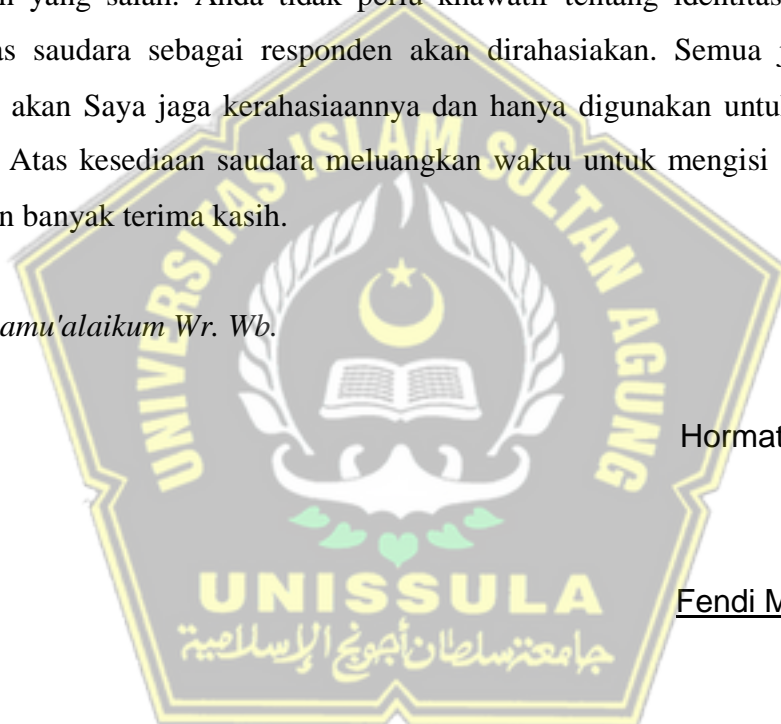 yang salah. Anda tidak perlu khawatir tentang identitas
saudara sebagai responden akan dirahasiakan. Semua
akan Saya jaga kerahasiaannya dan hanya digunakan untuk
Atas kesediaan saudara meluangkan waktu untuk mengisi
banyak terima kasih.
amu'alaikum Wr. Wb.
Hormat
Fendi M
UNIVERSITAS ISLAM SULTAN AGUNG
UNISSULA
جامعة سلطان أجونج الإسلامية